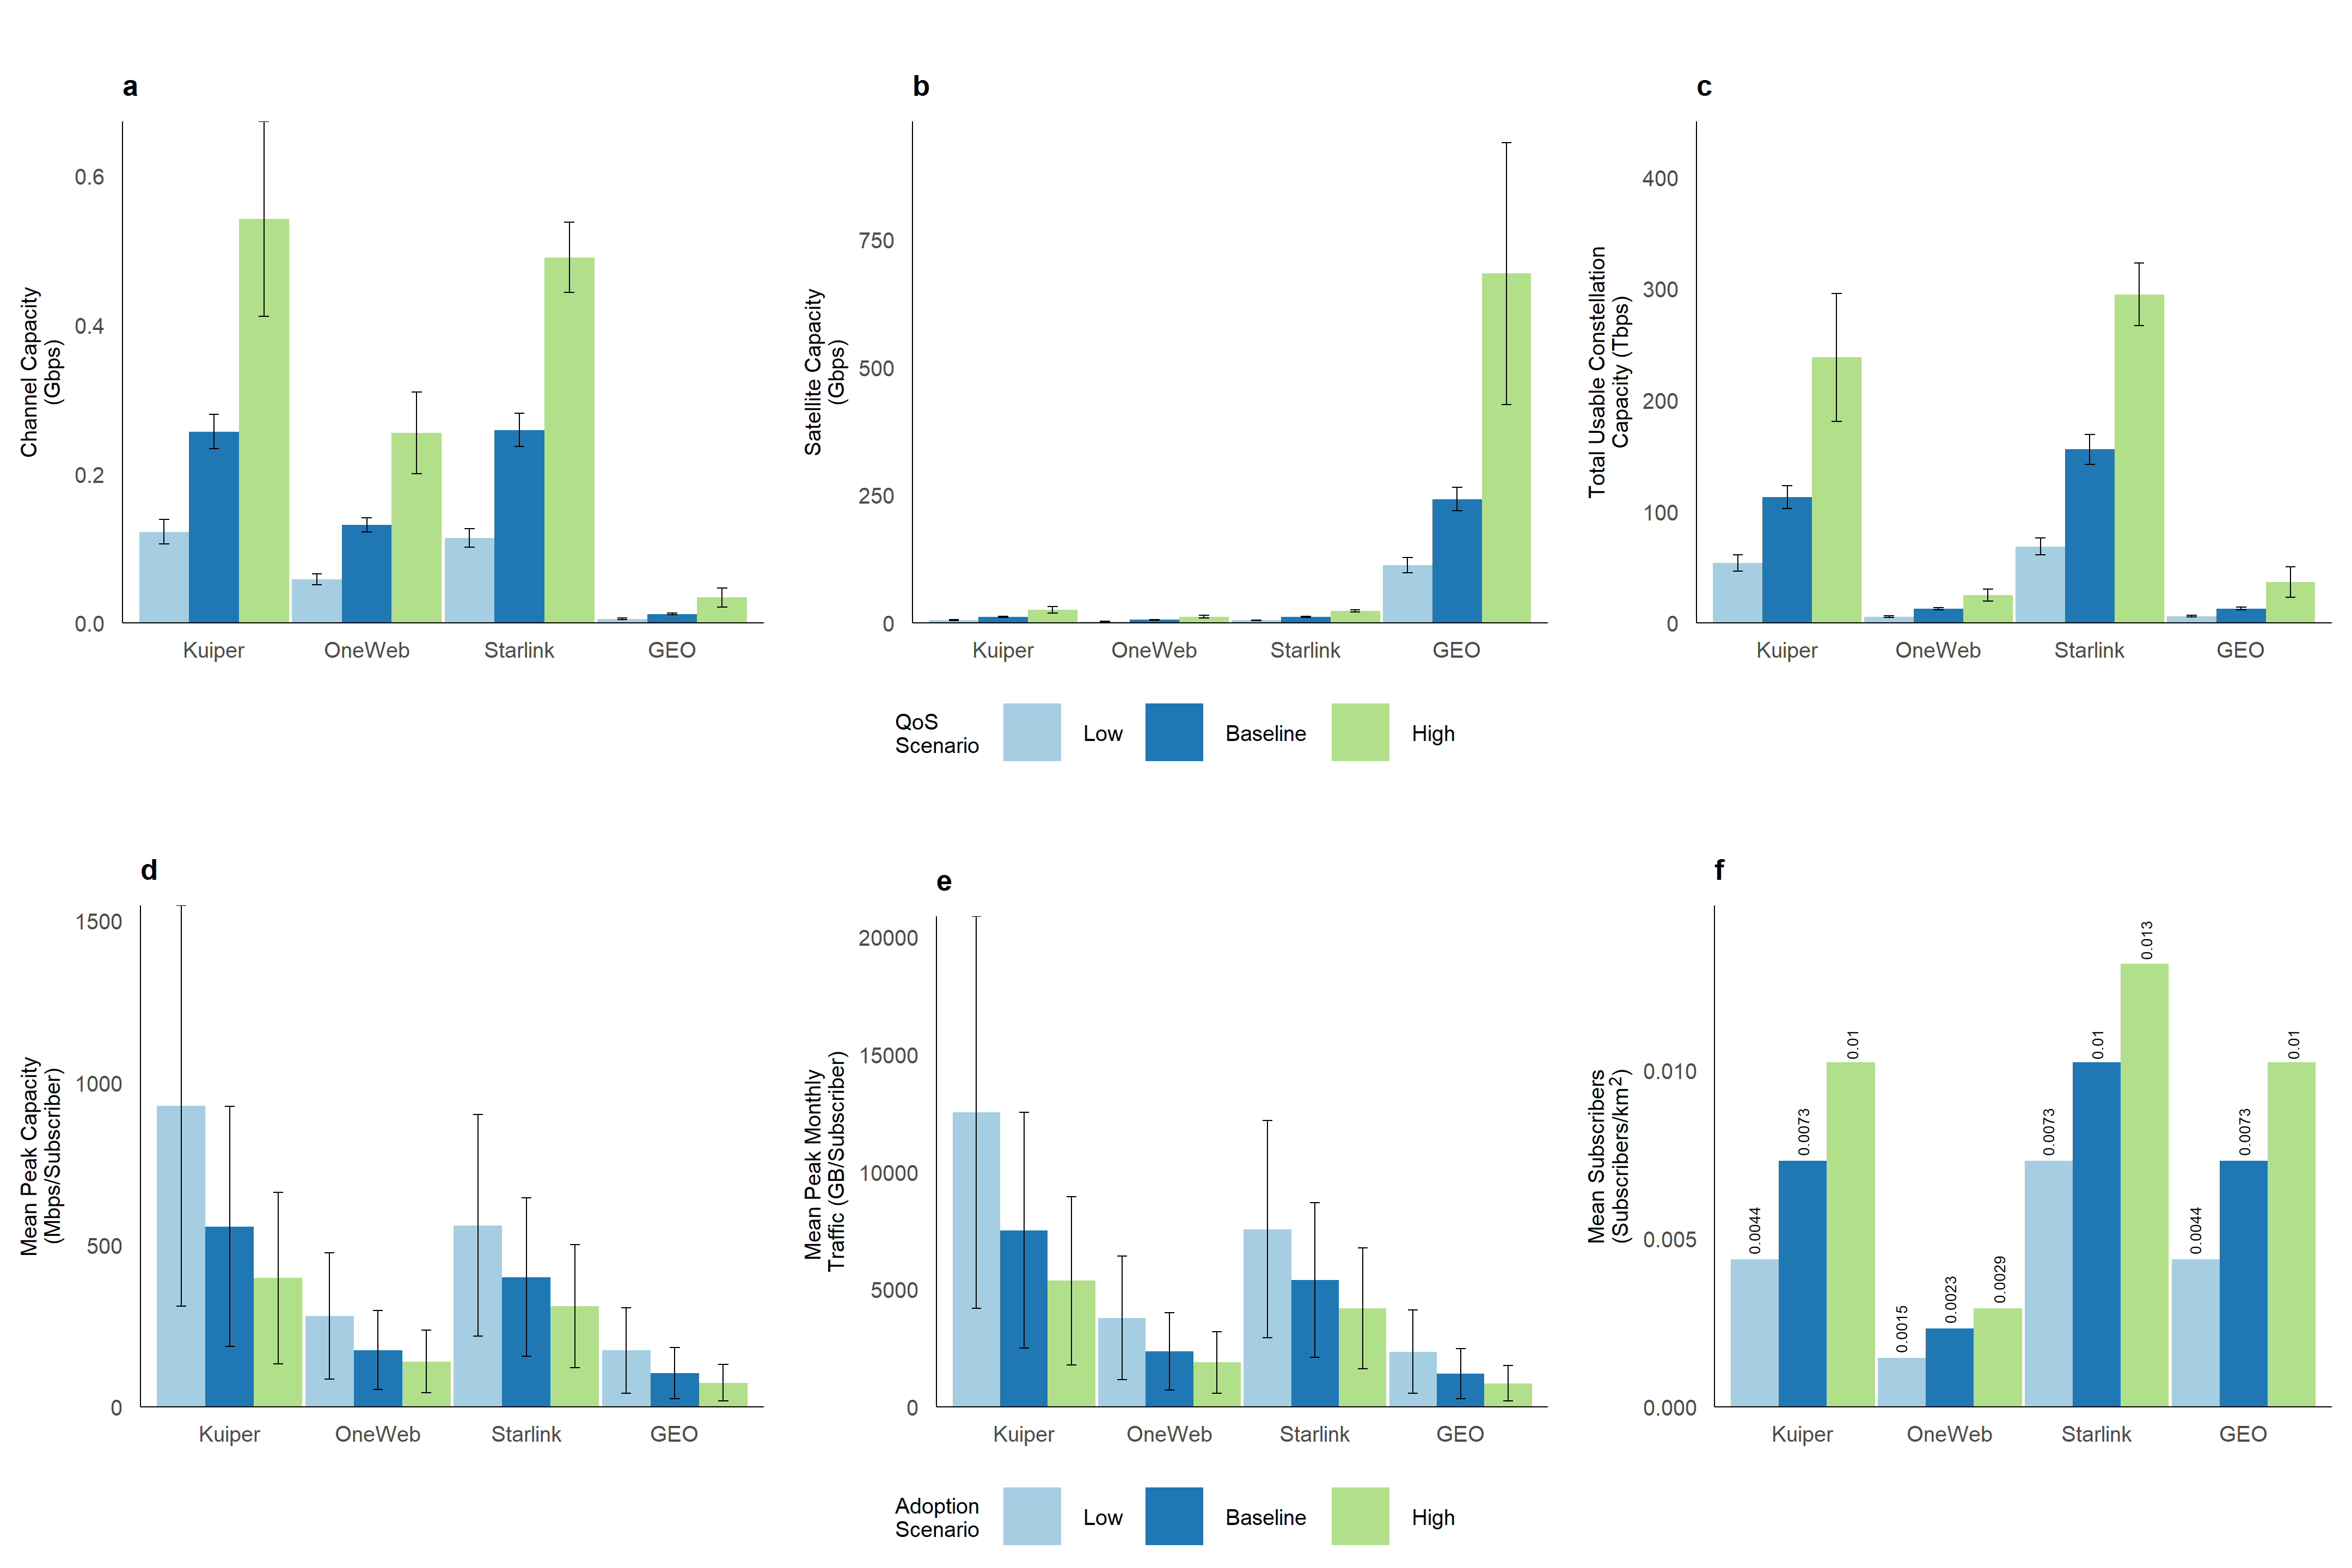 a
Channel Capacity
(Gbps)
0.6
0.4
0.2
0.0
Kuiper
OneWeb
Starlink
GEO
b
Satellite Capacity
(Gbps)
750
500
250
0
Kuiper
OneWeb
Starlink
GEO
c
Total Usable Constellation
Capacity (Tbps)
400
300
200
100
0
Kuiper
OneWeb
Starlink
GEO
QoS
Scenario
Low
Baseline
High
d
Mean Peak Capacity
(Mbps/Subscriber)
1500
1000
500
0
Kuiper
OneWeb
Starlink
GEO
e
Mean Peak Monthly
Traffic (GB/Subscriber)
20000
15000
10000
5000
0
Kuiper
OneWeb
Starlink
GEO
f
Mean Subscribers
(Subscribers/km²)
0.010
0.005
0.000
0.0044
0.0073
0.01
0.0015
0.0023
0.0029
0.0073
0.01
0.013
0.0044
0.0073
0.01
Kuiper
OneWeb
Starlink
GEO
Adoption
Scenario
Low
Baseline
High